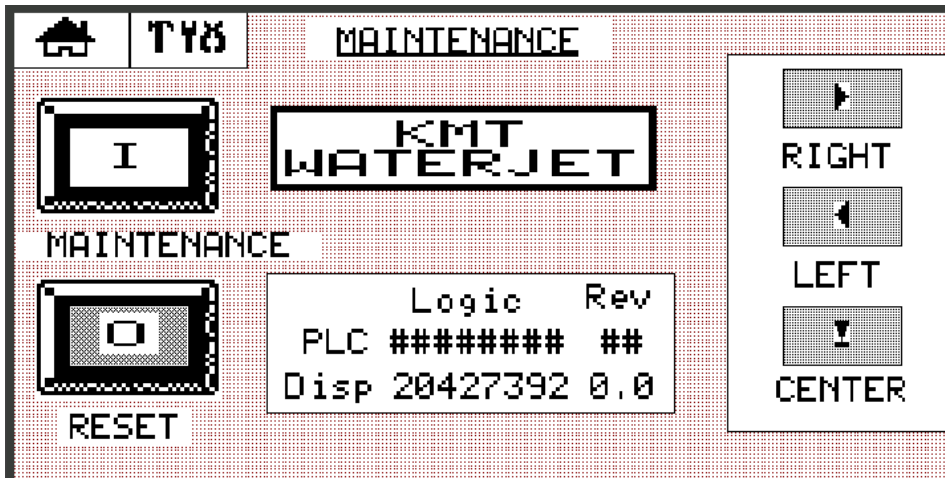 MAINTENANCE
I
KMT
WATERJET
MAINTENANCE
O
RESET
Logic Rev
PLC ######## ##
Disp 20427392 0.0
RIGHT
LEFT
CENTER